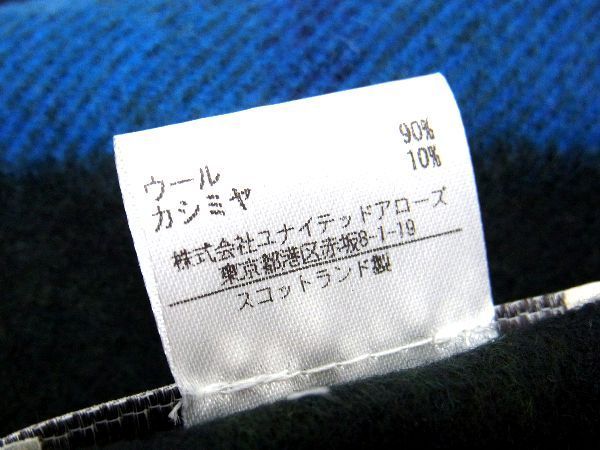 ウール 90%
カシミヤ 10%
株式会社ユナイテッドアローズ
東京都港区赤坂8-1-19
スコットランド製